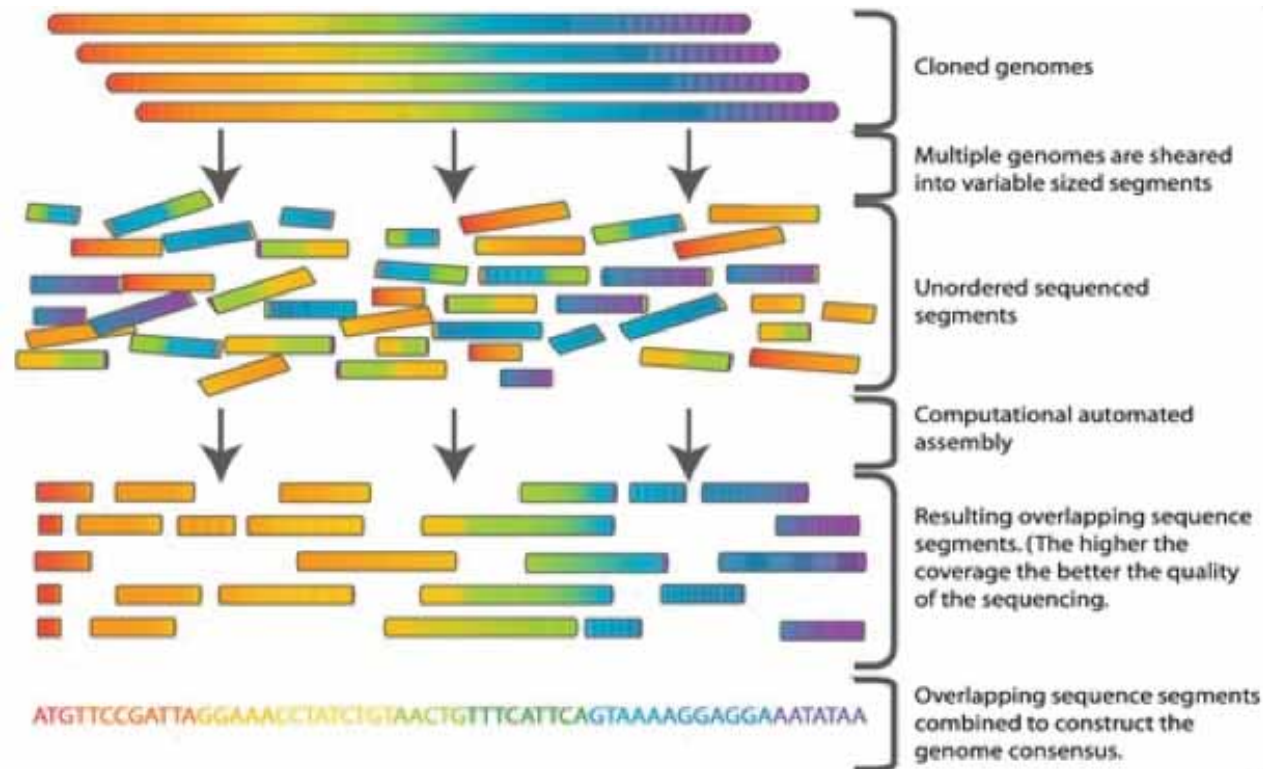 Cloned genomes
Multiple genomes are sheared
into variable sized segments
Unordered sequenced
segments
Computational automated
assembly
Resulting overlapping sequence
segments. (The higher the
coverage the better the quality
of the sequencing.
ATGTTCCGATTAGGAAACCTATCTGTAACTGTTTCATTCAGTAAAAGGAGGAAATATAA
Overlapping sequence segments
combined to construct the
genome consensus.